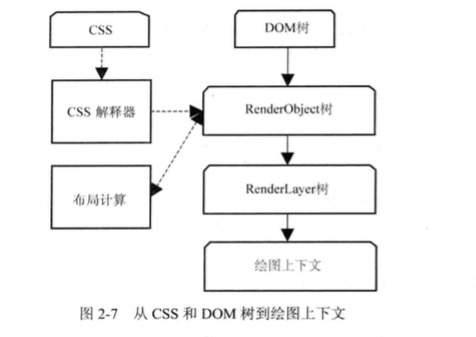 CSS
DOM树
CSS 解释器
RenderObject树
布局计算
RenderLayer树
绘图上下文
图 2-7 从 CSS 和 DOM 树到绘图上下文